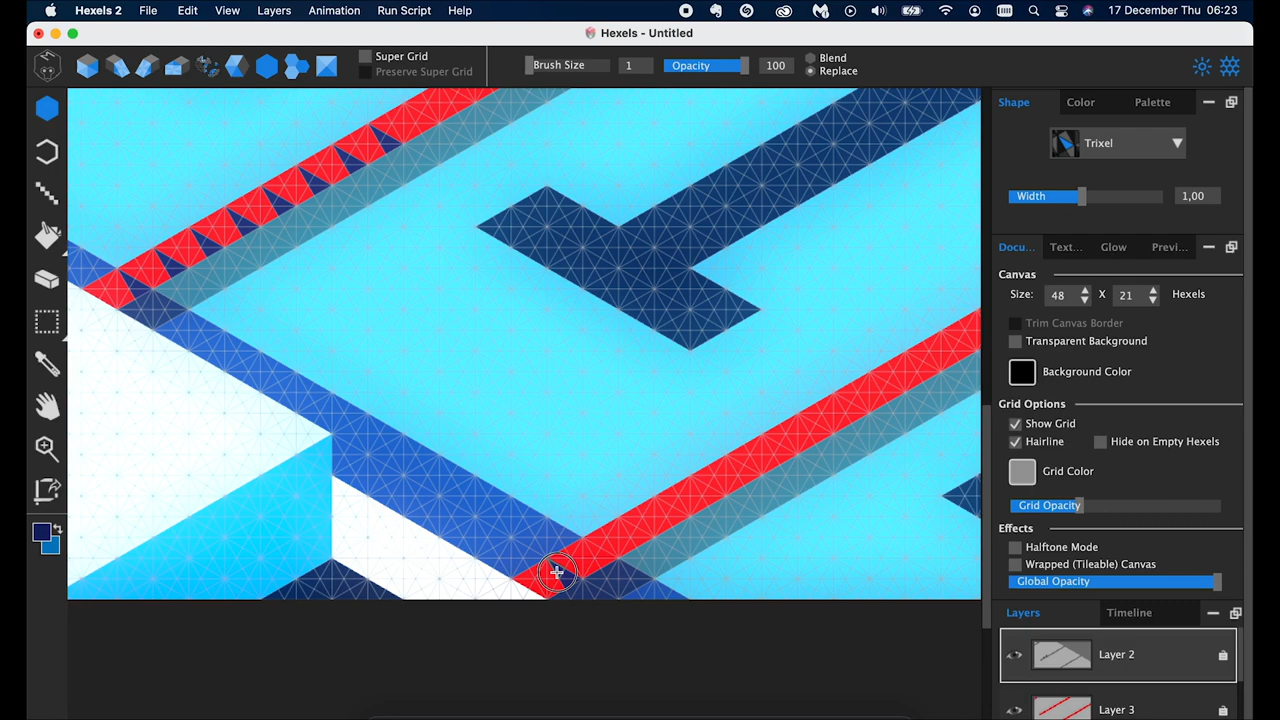 Hexels 2 File Edit View Layers Animation Run Script Help 17 December Thu 06:23
Hexels - Untitled
Super Grid
Preserve Super Grid
Brush Size 1 Opacity 100
Blend
Replace
Shape Color Palette
Trixel
Width 1,00
Docu... Text... Glow Previ...
Canvas
Size: 48 X 21 Hexels
Trim Canvas Border
Transparent Background
Background Color
Grid Options
Show Grid
Hairline Hide on Empty Hexels
Grid Color
Grid Opacity
Effects
Halftone Mode
Wrapped (Tileable) Canvas
Global Opacity
Layers Timeline
Layer 2
Layer 3